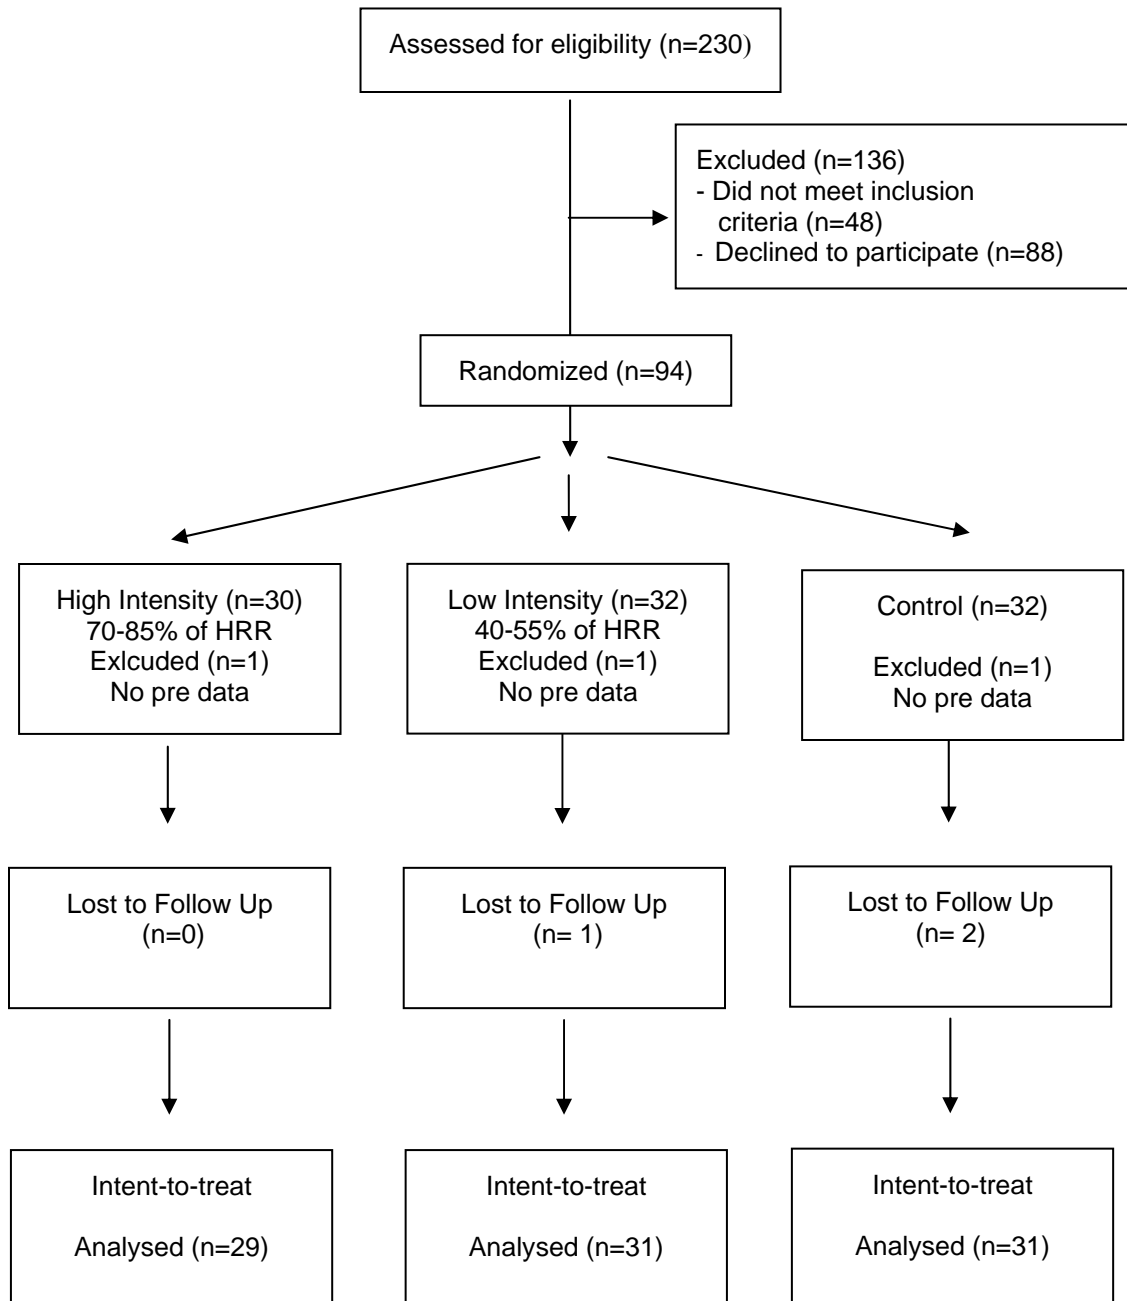 Assessed for eligibility (n=230)
Excluded (n=136)
- Did not meet inclusion
criteria (n=48)
- Declined to participate (n=88)
Randomized (n=94)
High Intensity (n=30)
70-85% of HRR
Exlcuded (n=1)
No pre data
Low Intensity (n=32)
40-55% of HRR
Excluded (n=1)
No pre data
Control (n=32)
Excluded (n=1)
No pre data
Lost to Follow Up
(n=0)
Lost to Follow Up
(n= 1)
Lost to Follow Up
(n= 2)
Intent-to-treat
Analysed (n=29)
Intent-to-treat
Analysed (n=31)
Intent-to-treat
Analysed (n=31)